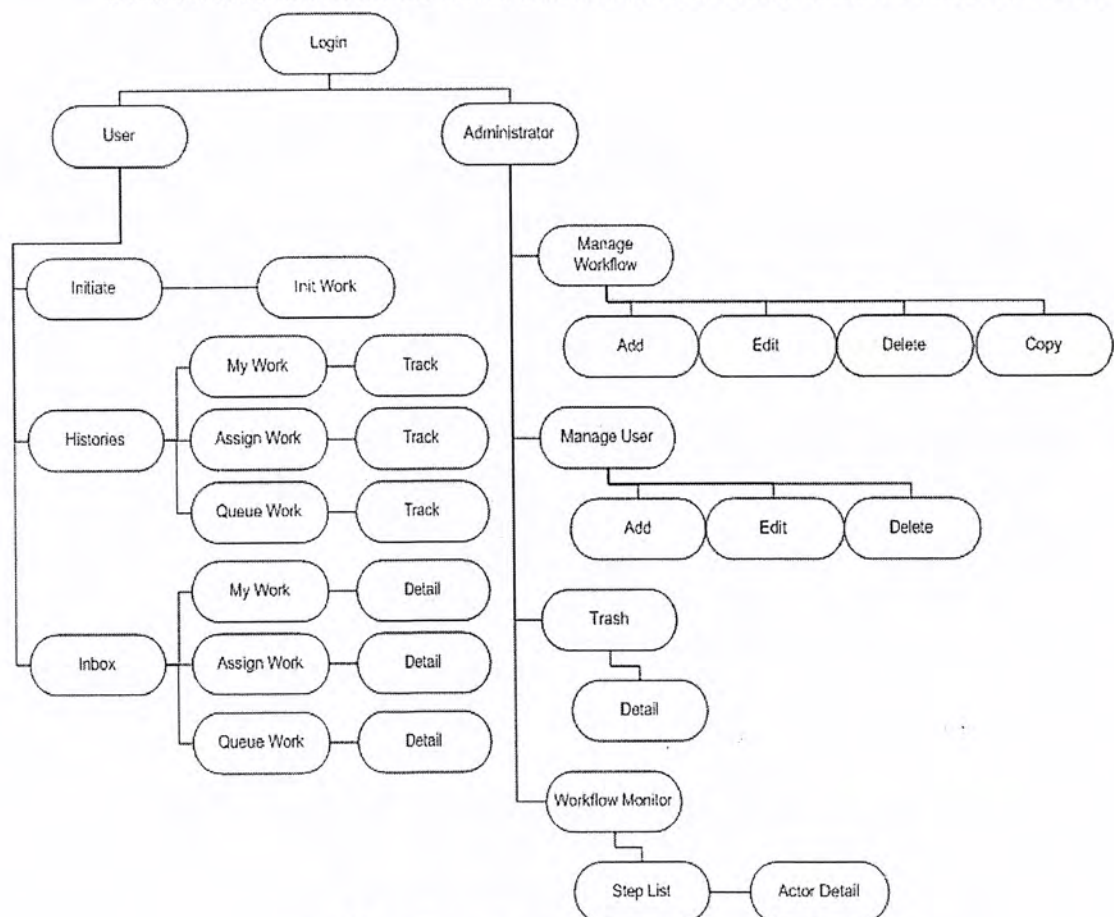 Login
User
Administrator
Manage
Workflow
Initiate
Init Work
Add
Edit
Delete
Copy
My Work
Track
Histories
Assign Work
Track
Manage User
Queue Work
Track
Add
Edit
Delete
My Work
Detail
Trash
Inbox
Assign Work
Detail
Detail
Queue Work
Detail
Workflow Monitor
Step List
Actor Detail